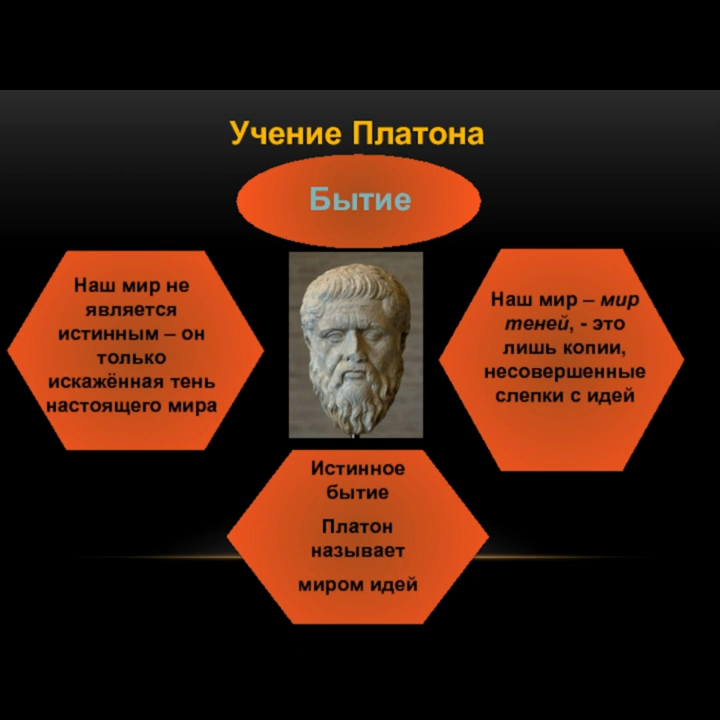 Учение Платона
Бытие
Наш мир не
является
истинным – он
только
искажённая тень
настоящего мира
Наш мир – мир
теней, - это
лишь копии,
несовершенные
слепки с идей
Истинное
бытие
Платон
называет
миром идей